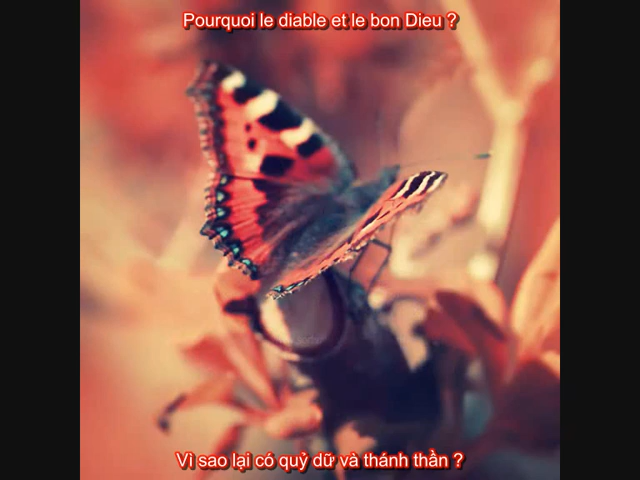 Pourquoi le diable et le bon Dieu ?
Vì sao lại có quỷ dữ và thánh thần ?